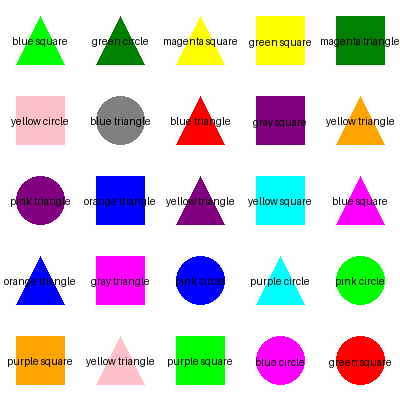 blue square green circle magenta square green square magenta triangle
yellow circle blue triangle blue triangle gray square yellow triangle
pink triangle orange triangle yellow triangle yellow square blue square
orange triangle gray triangle pink circle purple circle pink circle
purple square yellow triangle purple square blue circle green square